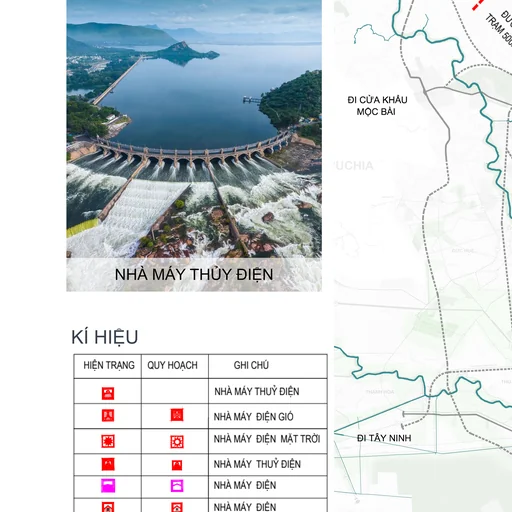 NHÀ MÁY THỦY ĐIỆN
KÍ HIỆU
HIỆN TRẠNG QUY HOẠCH GHI CHÚ
NHÀ MÁY THUỶ ĐIỆN
NHÀ MÁY ĐIỆN GIÓ
NHÀ MÁY ĐIỆN MẶT TRỜI
NHÀ MÁY THUỶ ĐIỆN
NHÀ MÁY ĐIỆN
NHÀ MÁY ĐIỆN
TRẠM
ĐI CỬA KHẨU
MỘC BÀI
ĐI TÂY NINH